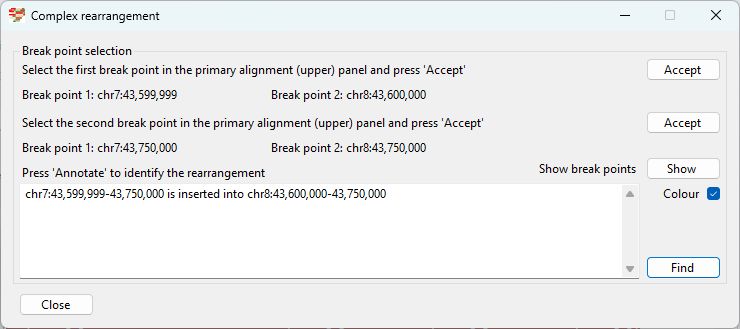 Complex rearrangement
Break point selection
Select the first break point in the primary alignment (upper) panel and press 'Accept'
Accept
Break point 1: chr7:43,599,999 Break point 2: chr8:43,600,000
Select the second break point in the primary alignment (upper) panel and press 'Accept'
Accept
Break point 1: chr7:43,750,000 Break point 2: chr8:43,750,000
Press 'Annotate' to identify the rearrangement
Show break points Show
chr7:43,599,999-43,750,000 is inserted into chr8:43,600,000-43,750,000
Colour
Find
Close